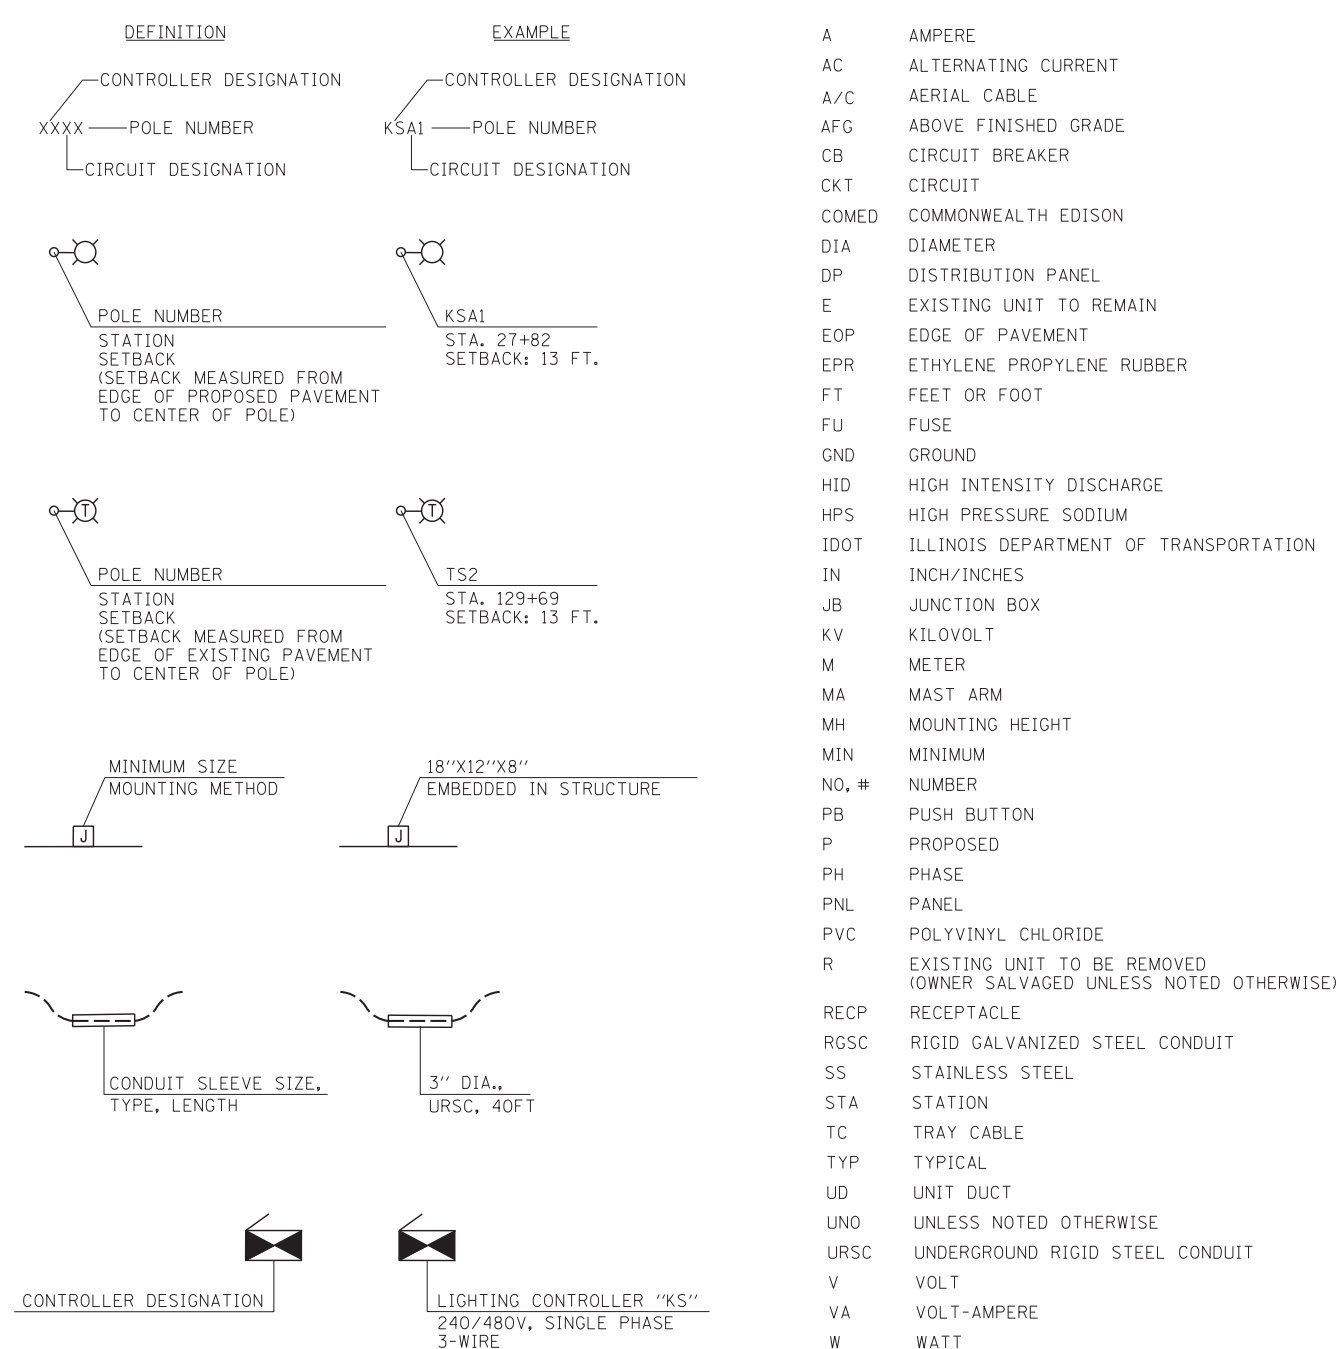 DEFINITION
CONTROLLER DESIGNATION
XXXX POLE NUMBER
CIRCUIT DESIGNATION
EXAMPLE
CONTROLLER DESIGNATION
KSA1 POLE NUMBER
CIRCUIT DESIGNATION
POLE NUMBER
STATION
SETBACK
(SETBACK MEASURED FROM
EDGE OF PROPOSED PAVEMENT
TO CENTER OF POLE)
KSA1
STA. 27+82
SETBACK: 13 FT.
T
POLE NUMBER
STATION
SETBACK
(SETBACK MEASURED FROM
EDGE OF EXISTING PAVEMENT
TO CENTER OF POLE)
T
TS2
STA. 129+69
SETBACK: 13 FT.
MINIMUM SIZE
MOUNTING METHOD
J
18"X12"X8"
EMBEDDED IN STRUCTURE
J
CONDUIT SLEEVE SIZE,
TYPE, LENGTH
3" DIA.,
URSC, 40FT
CONTROLLER DESIGNATION
LIGHTING CONTROLLER "KS"
240/480V, SINGLE PHASE
3-WIRE
A AMPERE
AC ALTERNATING CURRENT
A/C AERIAL CABLE
AFG ABOVE FINISHED GRADE
CB CIRCUIT BREAKER
CKT CIRCUIT
COMED COMMONWEALTH EDISON
DIA DIAMETER
DP DISTRIBUTION PANEL
E EXISTING UNIT TO REMAIN
EOP EDGE OF PAVEMENT
EPR ETHYLENE PROPYLENE RUBBER
FT FEET OR FOOT
FU FUSE
GND GROUND
HID HIGH INTENSITY DISCHARGE
HPS HIGH PRESSURE SODIUM
IDOT ILLINOIS DEPARTMENT OF TRANSPORTATION
IN INCH/INCHES
JB JUNCTION BOX
KV KILOVOLT
M METER
MA MAST ARM
MH MOUNTING HEIGHT
MIN MINIMUM
NO, # NUMBER
PB PUSH BUTTON
P PROPOSED
PH PHASE
PNL PANEL
PVC POLYVINYL CHLORIDE
R EXISTING UNIT TO BE REMOVED
(OWNER SALVAGED UNLESS NOTED OTHERWISE)
RECP RECEPTACLE
RGSC RIGID GALVANIZED STEEL CONDUIT
SS STAINLESS STEEL
STA STATION
TC TRAY CABLE
TYP TYPICAL
UD UNIT DUCT
UNO UNLESS NOTED OTHERWISE
URSC UNDERGROUND RIGID STEEL CONDUIT
V VOLT
VA VOLT-AMPERE
W WATT